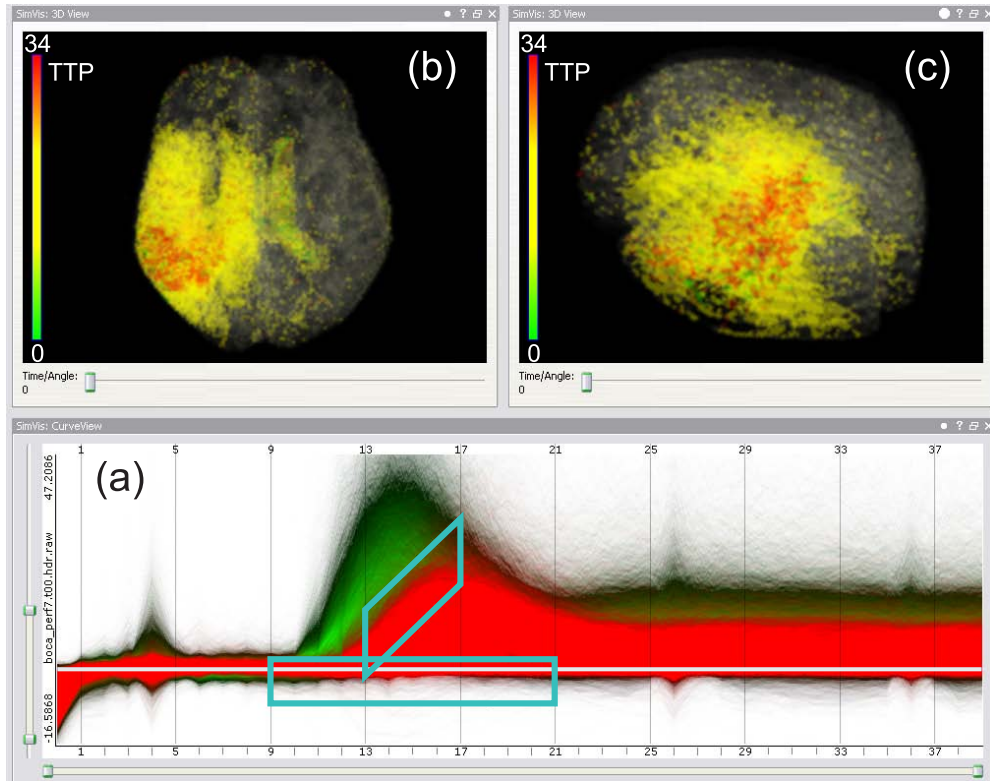 SimVis: 3D View
34
TTP
(b)
0
Time/Angle:
0
SimVis: 3D View
34
TTP
(c)
0
Time/Angle:
0
SimVis: CurveView
1 5 9 13 17 21 25 29 33 37
(a)
47.2086
boca_perf7.t00.hdr.raw
-16.5868
1 5 9 13 17 21 25 29 33 37